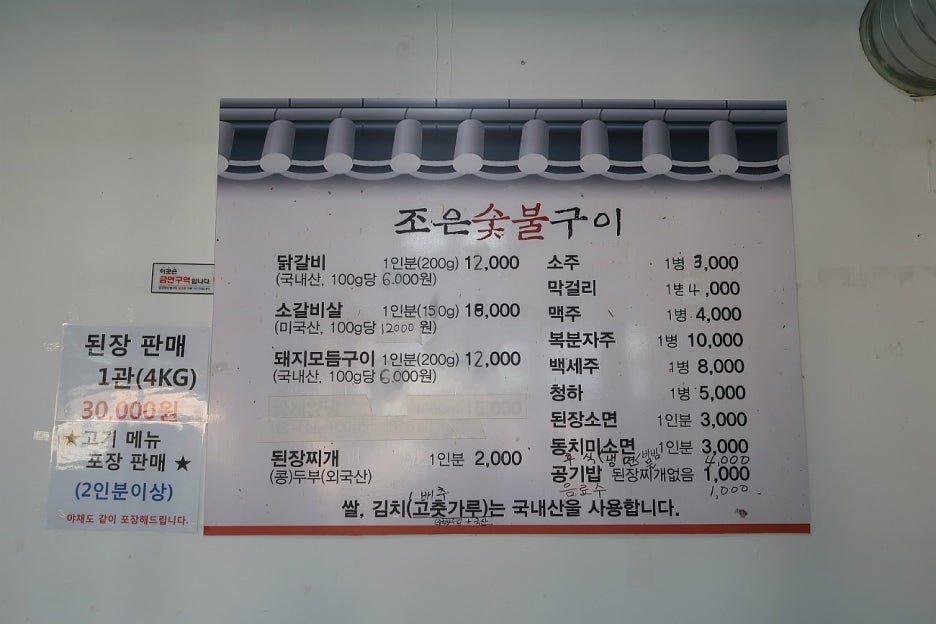 조은숯불구이
닭갈비 1인분(200g) 12,000
(국내산, 100g당 6,000원)
소갈비살 1인분(150g) 18,000
(미국산, 100g당 12000원)
돼지모듬구이 1인분(200g) 12,000
(국내산, 100g당 6,000원)
된장찌개 1인분 2,000
(콩)두부(외국산)
소주 1병 3,000
막걸리 1병 4,000
맥주 1병 4,000
복분자주 1병 10,000
백세주 1병 8,000
청하 1병 5,000
된장소면 1인분 3,000
동치미소면 1인분 3,000
4,000
공기밥 된장찌개없음 1,000
음료수 1,000
배추
쌀, 김치(고춧가루)는 국내산을 사용합니다.
이곳은
금연구역입니다.
된장 판매
1관(4KG)
30,000원
★고기 메뉴
포장 판매 ★
(2인분이상)
야채도 같이 포장해드립니다.